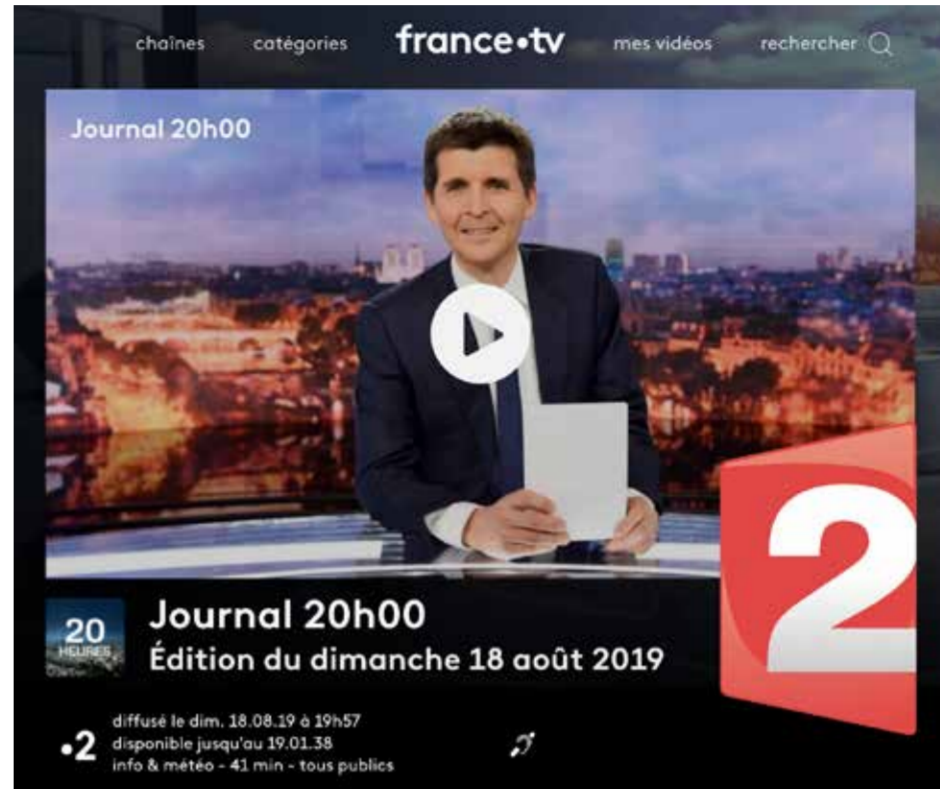 chaînes catégories france•tv mes vidéos rechercher
Journal 20h00
2
20
HEURES
Journal 20h00
Édition du dimanche 18 août 2019
•2
diffusé le dim. 18.08.19 à 19h57
disponible jusqu'au 19.01.38
info & météo - 41 min - tous publics